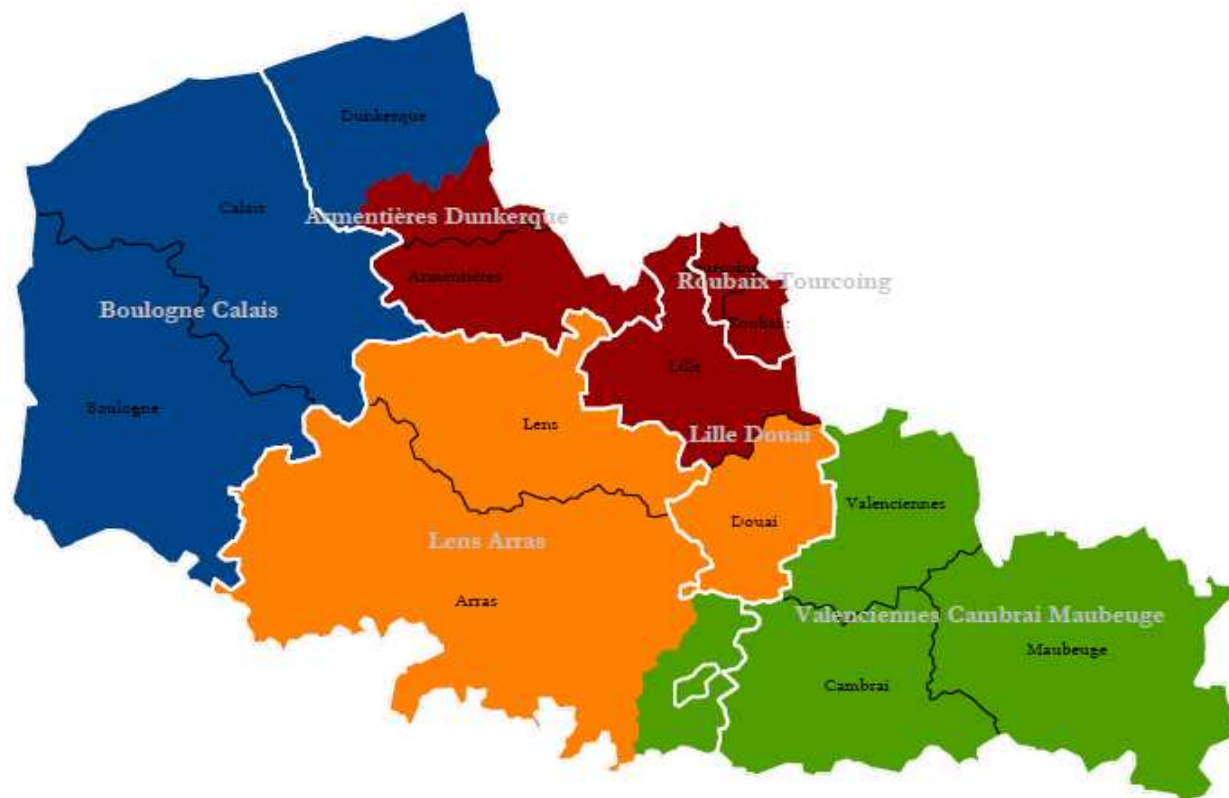 Dunkerque
Calais
Armentières Dunkerque
Armentières
Roubaix Tourcoing
Boulogne Calais
Lille
Boulogne
Lens
Lille Douai
Valenciennes
Douai
Lens Arras
Arras
Valenciennes Cambrai Maubeuge
Maubeuge
Cambrai